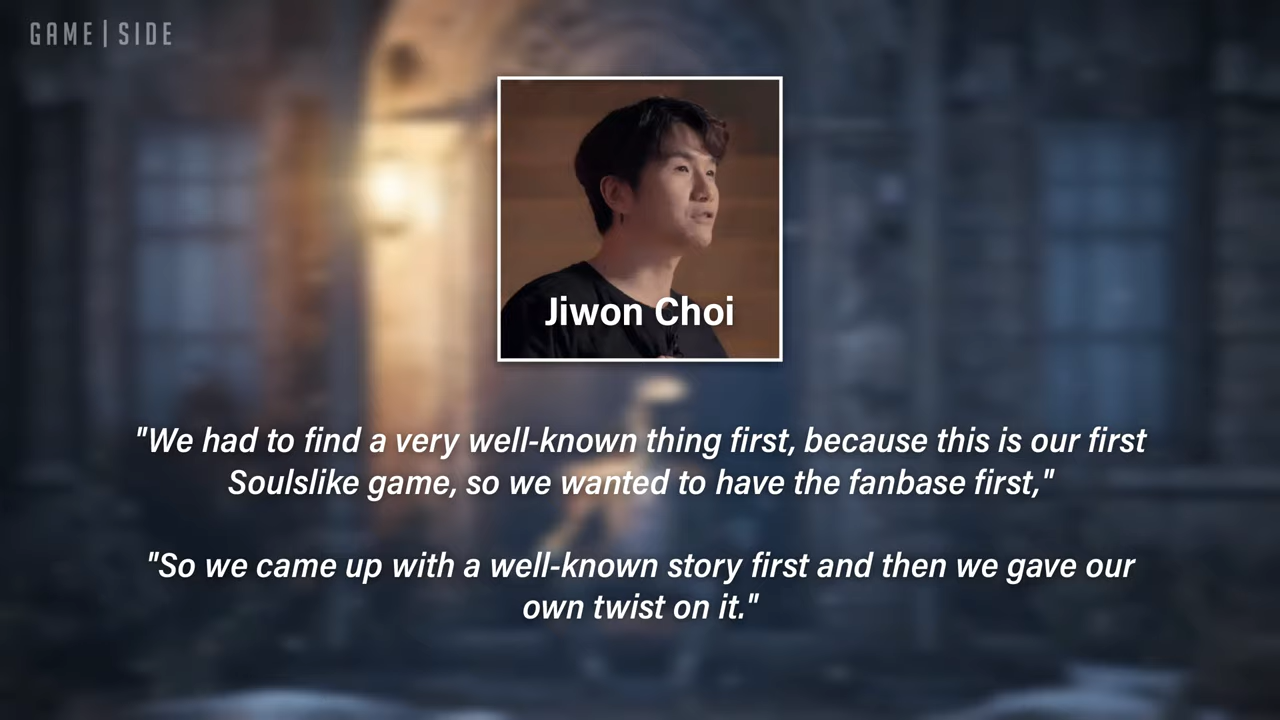 GAME | SIDE
Jiwon Choi
"We had to find a very well-known thing first, because this is our first
Soulslike game, so we wanted to have the fanbase first,"
"So we came up with a well-known story first and then we gave our
own twist on it."